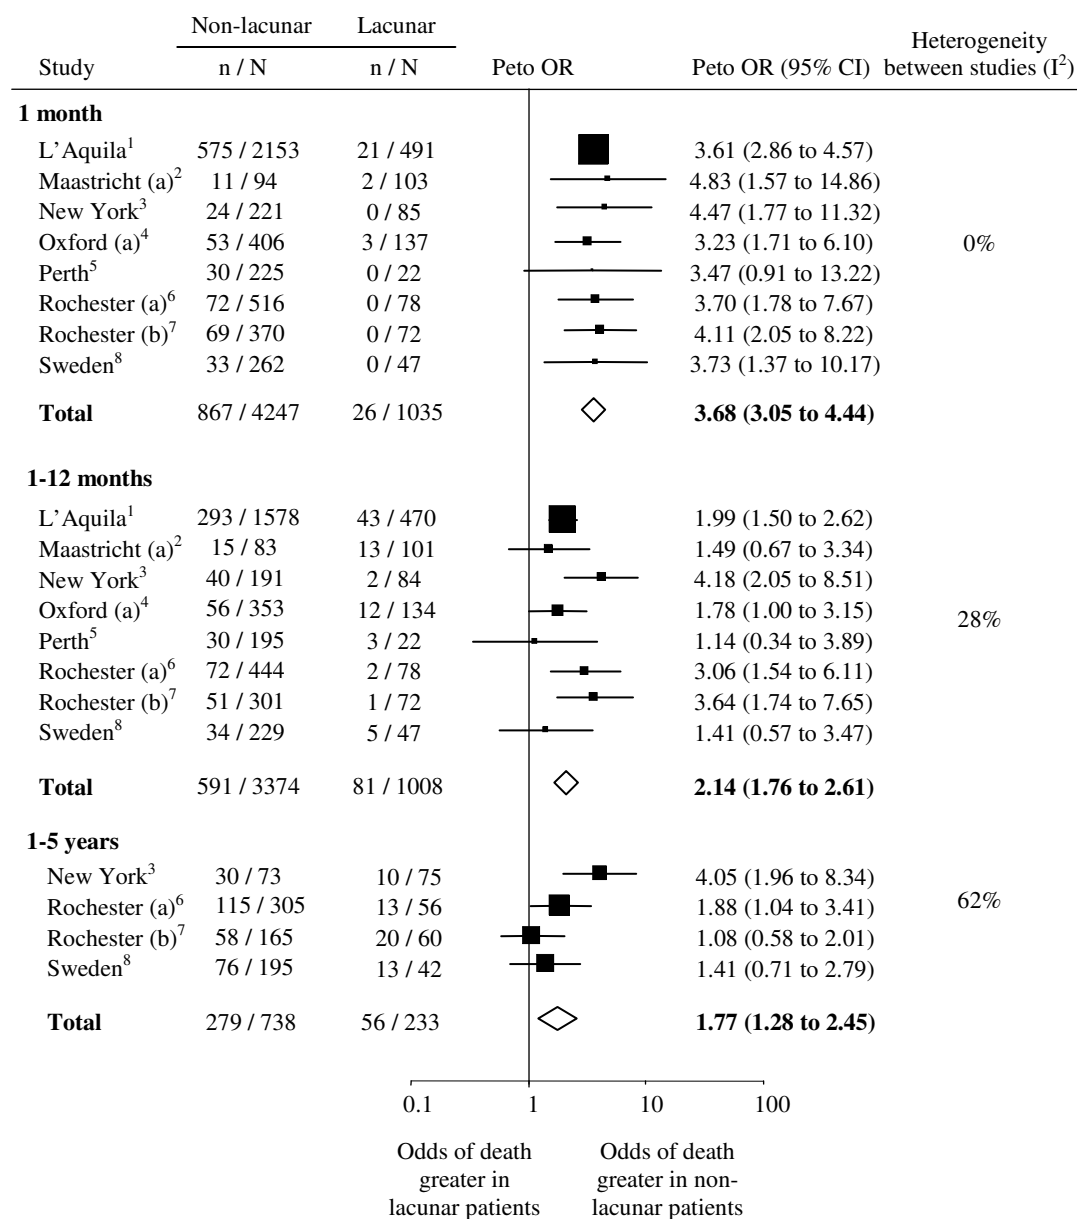 Non-lacunar Lacunar
Study n / N n / N Peto OR Peto OR (95% CI) Heterogeneity between studies (I²)
1 month
L’Aquila¹ 575 / 2153 21 / 491 3.61 (2.86 to 4.57)
Maastricht (a)² 11 / 94 2 / 103 4.83 (1.57 to 14.86)
New York³ 24 / 221 0 / 85 4.47 (1.77 to 11.32)
Oxford (a)⁴ 53 / 406 3 / 137 3.23 (1.71 to 6.10) 0%
Perth⁵ 30 / 225 0 / 22 3.47 (0.91 to 13.22)
Rochester (a)⁶ 72 / 516 0 / 78 3.70 (1.78 to 7.67)
Rochester (b)⁷ 69 / 370 0 / 72 4.11 (2.05 to 8.22)
Sweden⁸ 33 / 262 0 / 47 3.73 (1.37 to 10.17)
Total 867 / 4247 26 / 1035 3.68 (3.05 to 4.44)
1-12 months
L’Aquila¹ 293 / 1578 43 / 470 1.99 (1.50 to 2.62)
Maastricht (a)² 15 / 83 13 / 101 1.49 (0.67 to 3.34)
New York³ 40 / 191 2 / 84 4.18 (2.05 to 8.51)
Oxford (a)⁴ 56 / 353 12 / 134 1.78 (1.00 to 3.15) 28%
Perth⁵ 30 / 195 3 / 22 1.14 (0.34 to 3.89)
Rochester (a)⁶ 72 / 444 2 / 78 3.06 (1.54 to 6.11)
Rochester (b)⁷ 51 / 301 1 / 72 3.64 (1.74 to 7.65)
Sweden⁸ 34 / 229 5 / 47 1.41 (0.57 to 3.47)
Total 591 / 3374 81 / 1008 2.14 (1.76 to 2.61)
1-5 years
New York³ 30 / 73 10 / 75 4.05 (1.96 to 8.34)
Rochester (a)⁶ 115 / 305 13 / 56 1.88 (1.04 to 3.41) 62%
Rochester (b)⁷ 58 / 165 20 / 60 1.08 (0.58 to 2.01)
Sweden⁸ 76 / 195 13 / 42 1.41 (0.71 to 2.79)
Total 279 / 738 56 / 233 1.77 (1.28 to 2.45)
0.1 1 10 100
Odds of death
greater in
lacunar patients
Odds of death
greater in non-
lacunar patients